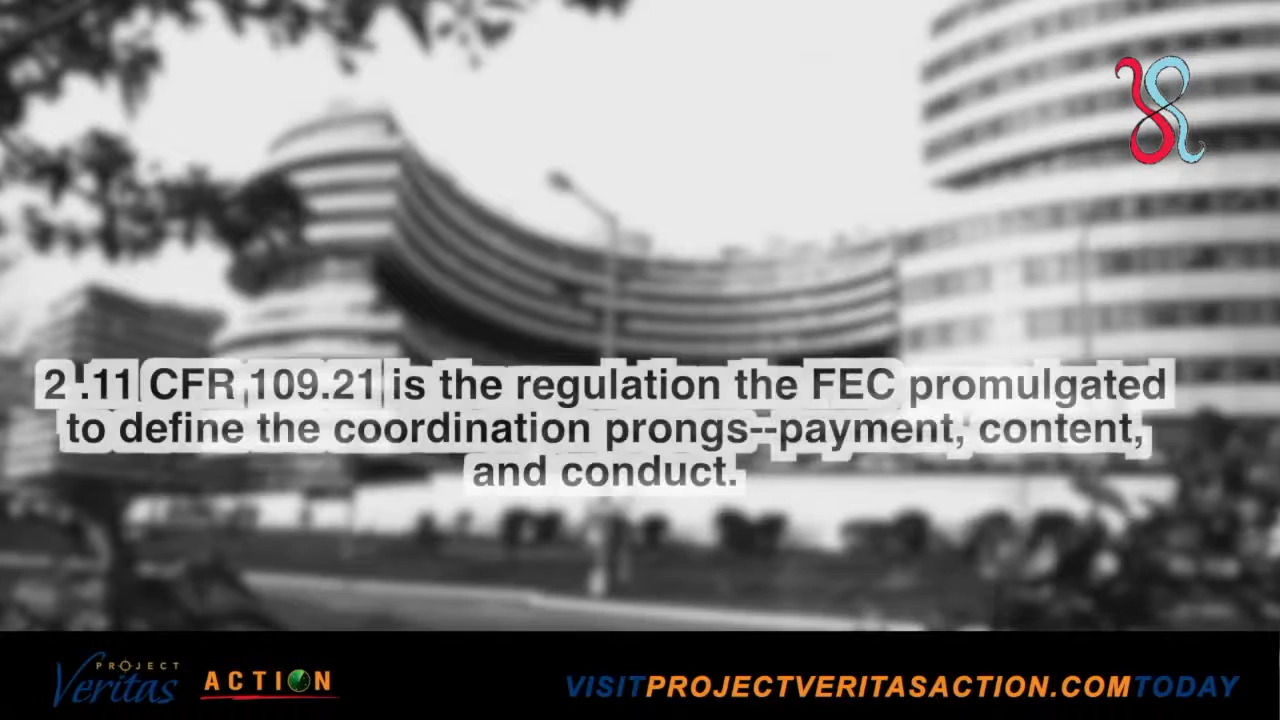 2 .11 CFR 109.21 is the regulation the FEC promulgated
to define the coordination prongs--payment, content,
and conduct.
PROJECT
Veritas ACTION
VISITPROJECTVERITASACTION.COMTODAY